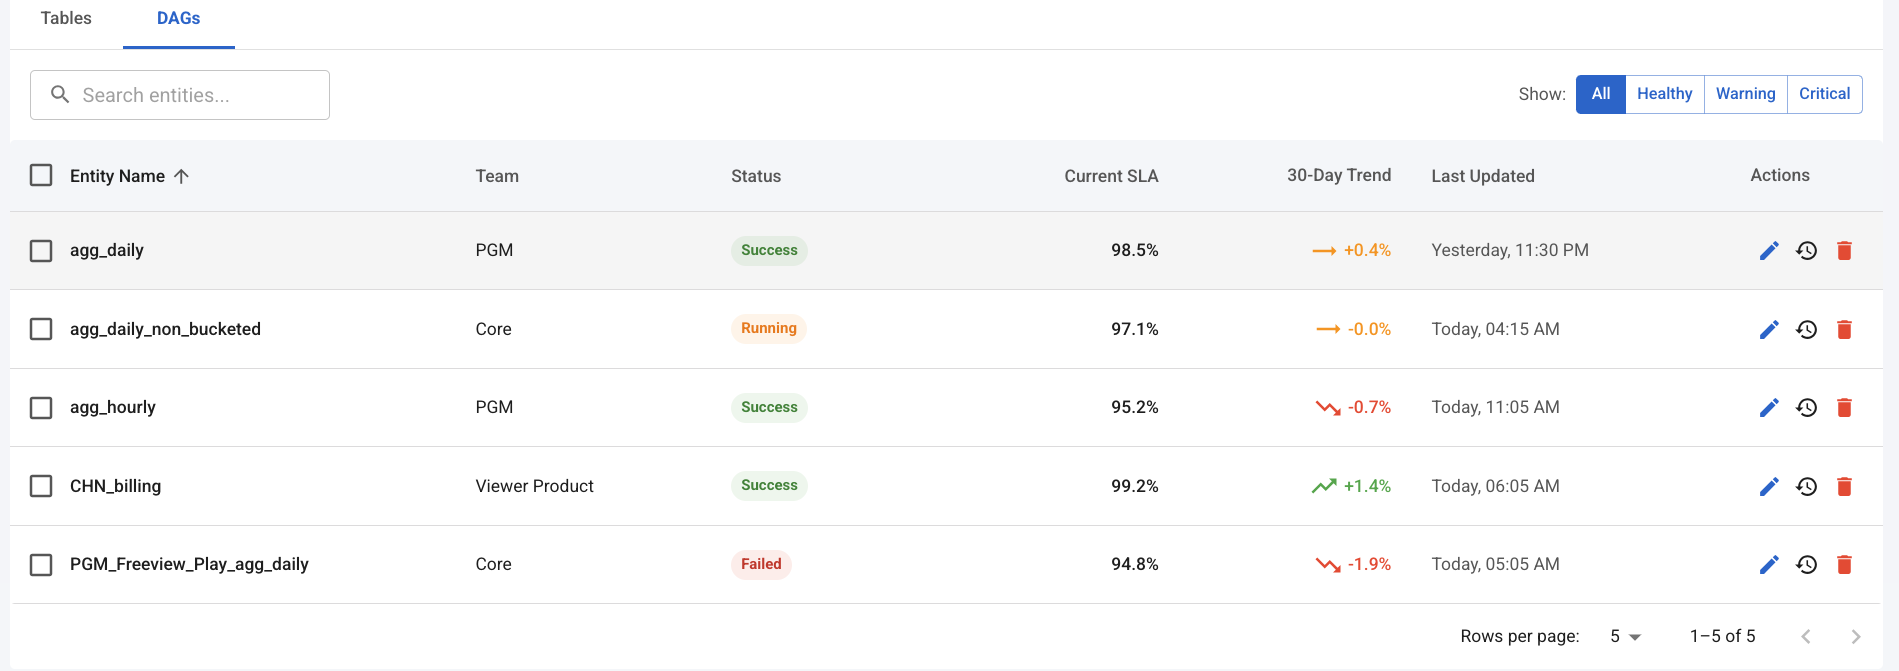 Tables DAGs
Search entities... Show: All Healthy Warning Critical
Entity Name Team Status Current SLA 30-Day Trend Last Updated Actions
agg_daily PGM Success 98.5% +0.4% Yesterday, 11:30 PM
agg_daily_non_bucketed Core Running 97.1% -0.0% Today, 04:15 AM
agg_hourly PGM Success 95.2% -0.7% Today, 11:05 AM
CHN_billing Viewer Product Success 99.2% +1.4% Today, 06:05 AM
PGM_Freeview_Play_agg_daily Core Failed 94.8% -1.9% Today, 05:05 AM
Rows per page: 5 1–5 of 5